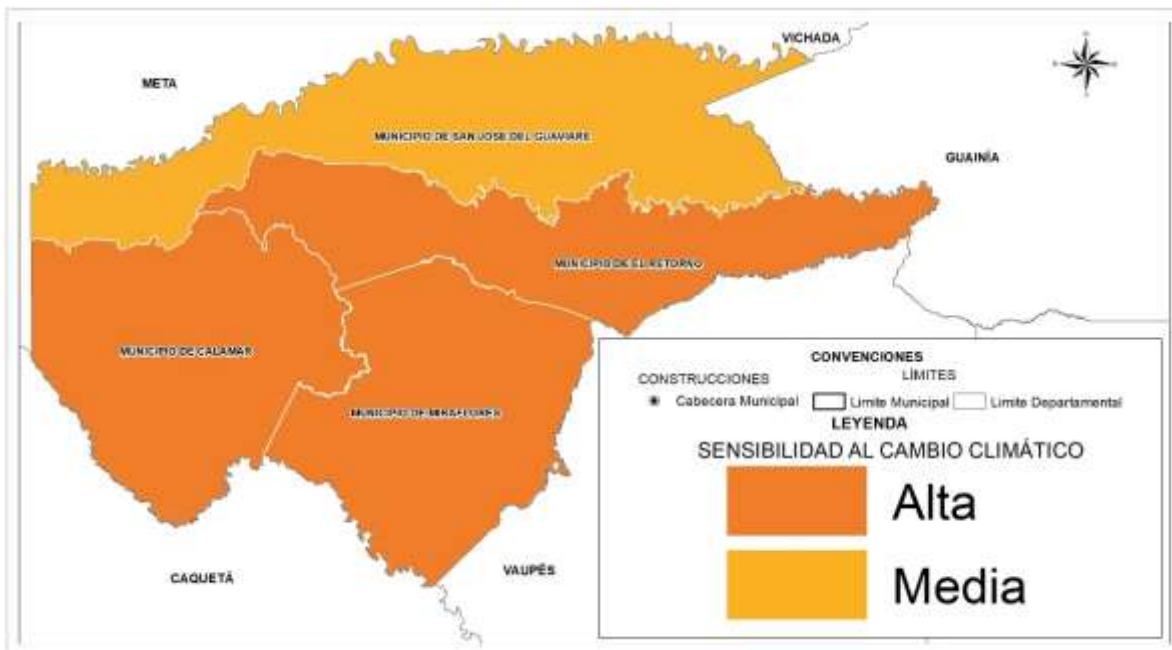 VICHADA
META
MUNICIPIO DE SAN JOSE DEL GUAVIARE
GUAINÍA
MUNICIPIO DE EL RETORNO
MUNICIPIO DE CALAMAR
MUNICIPIO DE MIRAFLORES
CAQUETÁ
VAUPÉS
CONVENCIONES
CONSTRUCCIONES LÍMITES
Cabecera Municipal Limite Municipal Limite Departamental
LEYENDA
SENSIBILIDAD AL CAMBIO CLIMÁTICO
Alta
Media